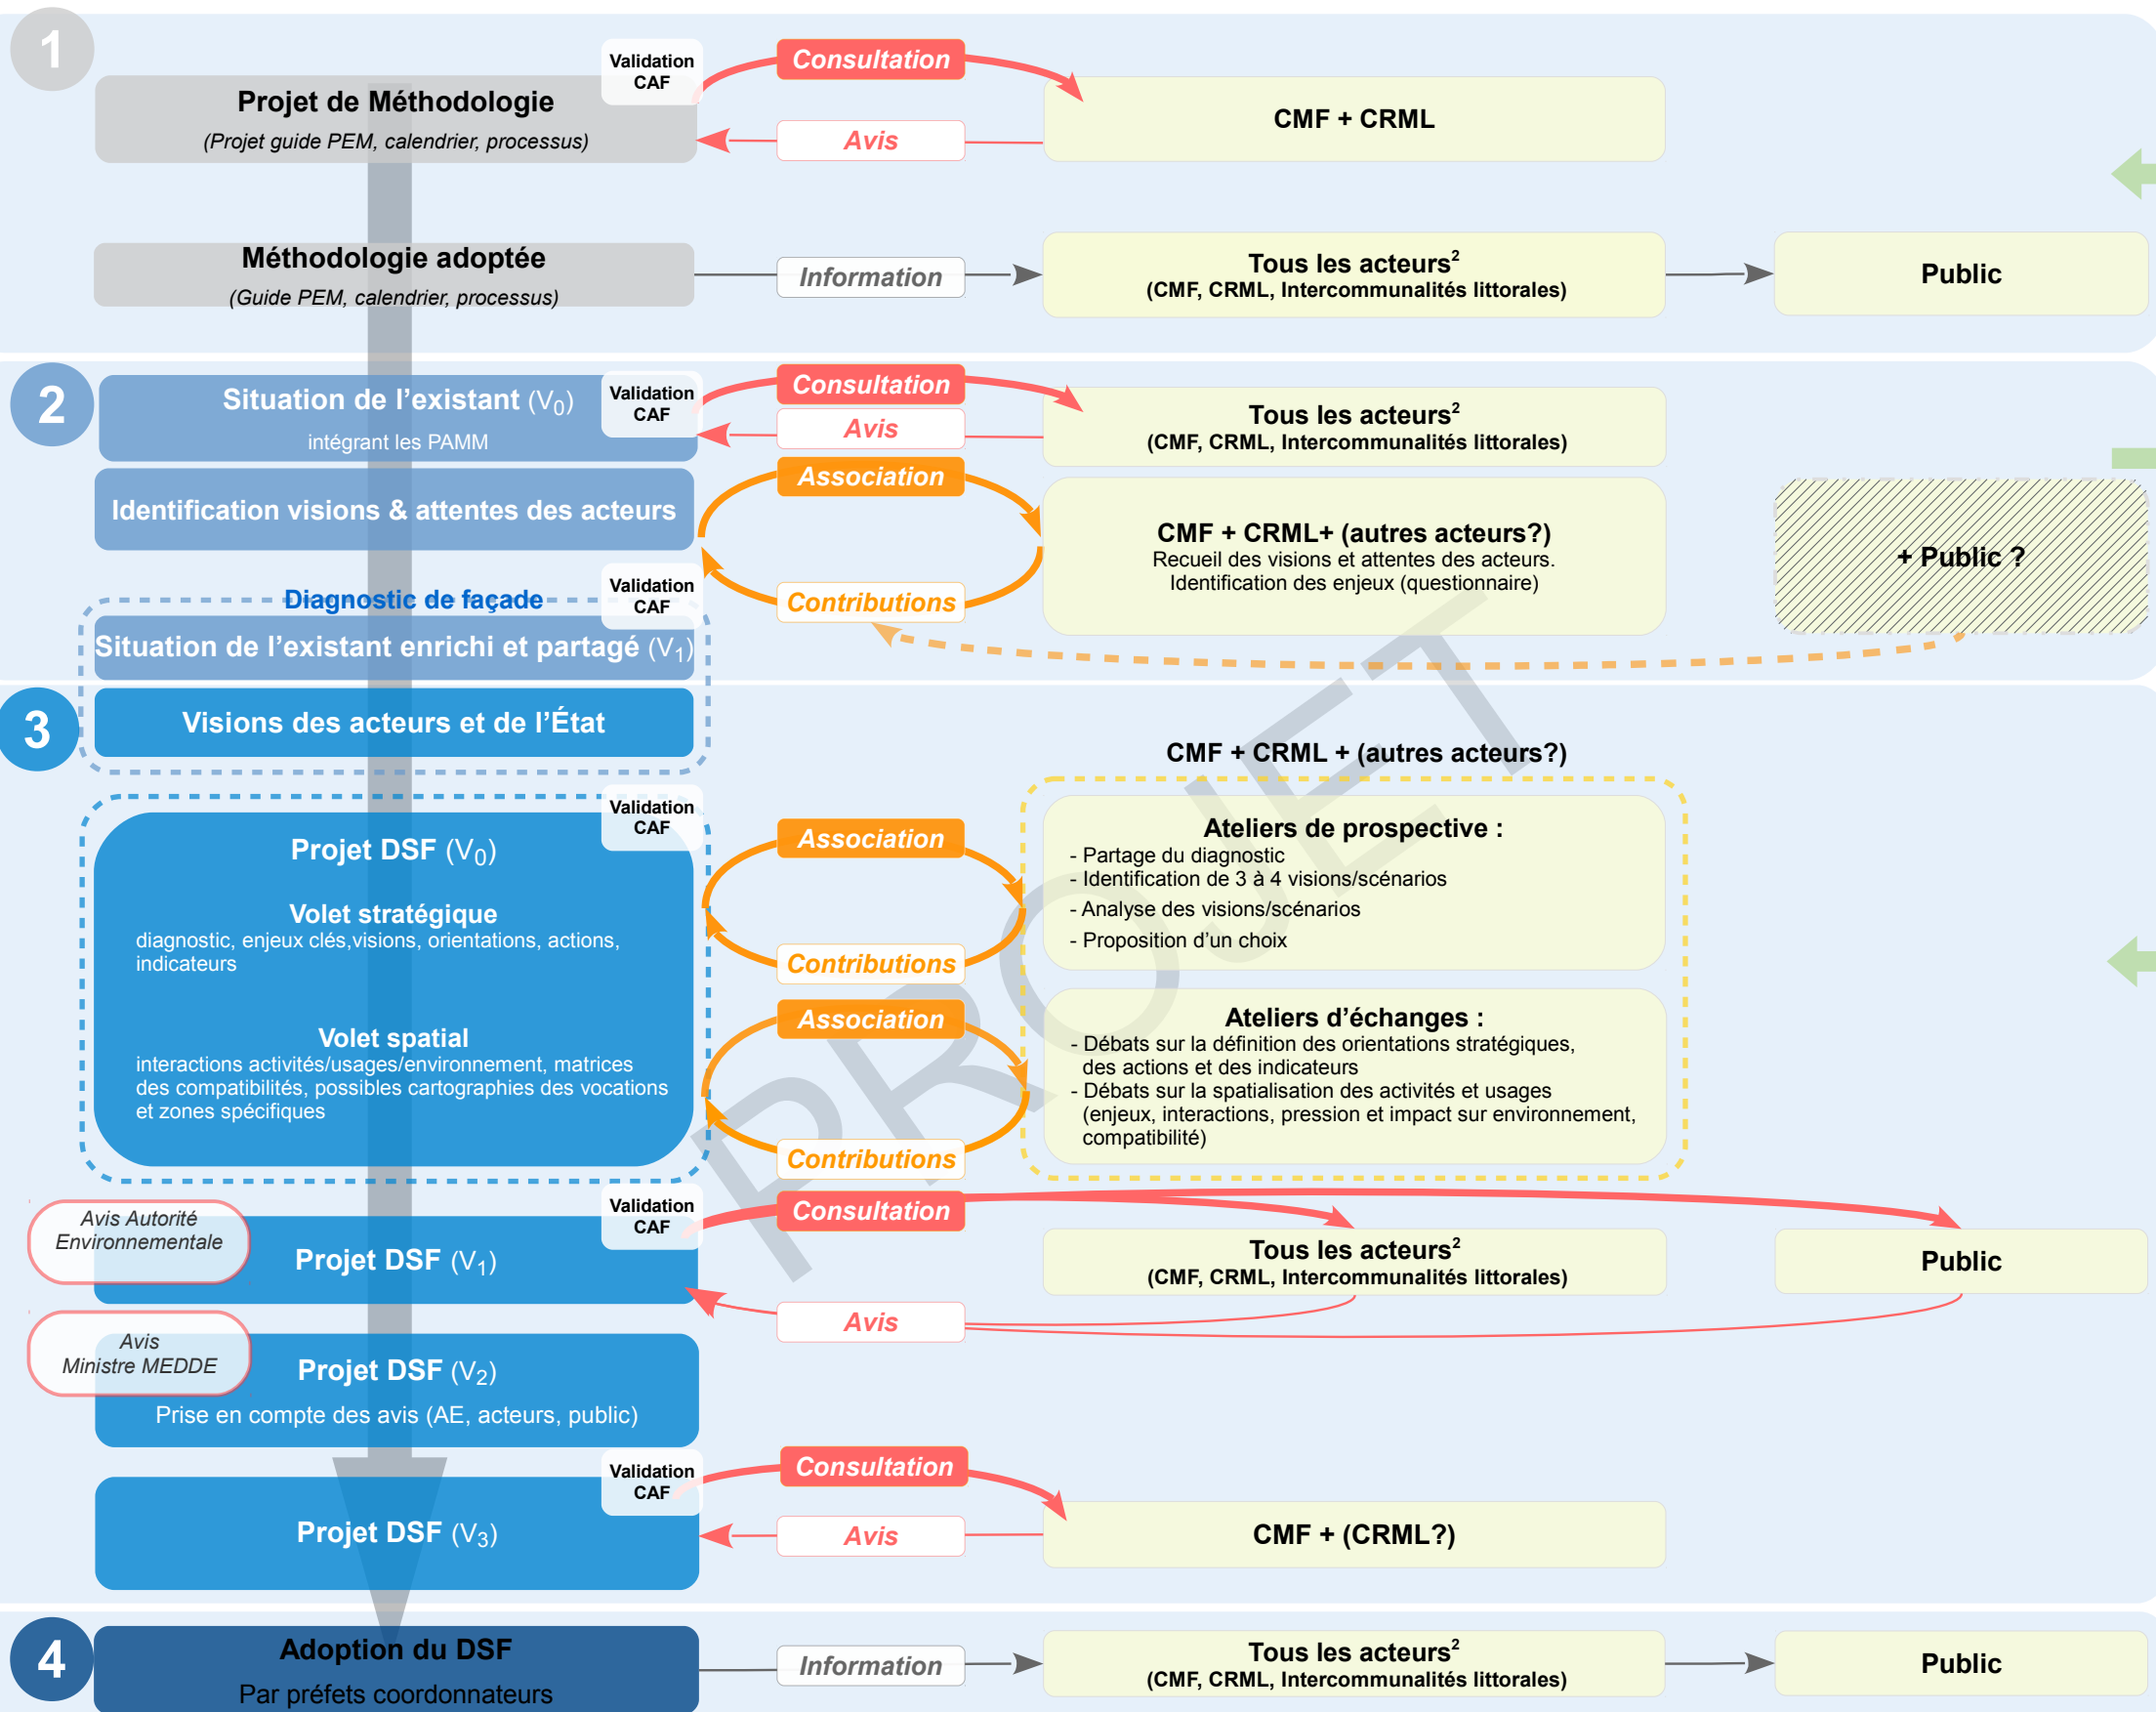 1
Validation
CAF
Consultation
Projet de Méthodologie
(Projet guide PEM, calendrier, processus)
Avis
CMF + CRML
Méthodologie adoptée
(Guide PEM, calendrier, processus)
Information
Tous les acteurs²
(CMF, CRML, Intercommunalités littorales)
Public
2
Situation de l'existant (V₀)
intégrant les PAMM
Validation
CAF
Consultation
Avis
Tous les acteurs²
(CMF, CRML, Intercommunalités littorales)
Identification visions & attentes des acteurs
Association
Contributions
CMF + CRML+ (autres acteurs?)
Recueil des visions et attentes des acteurs.
Identification des enjeux (questionnaire)
+ Public ?
Validation
CAF
Diagnostic de façade
Situation de l'existant enrichi et partagé (V₁)
3
Visions des acteurs et de l'État
CMF + CRML + (autres acteurs?)
Validation
CAF
Projet DSF (V₀)
Volet stratégique
diagnostic, enjeux clés,visions, orientations, actions,
indicateurs
Volet spatial
interactions activités/usages/environnement, matrices
des compatibilités, possibles cartographies des vocations
et zones spécifiques
Association
Contributions
Ateliers de prospective :
- Partage du diagnostic
- Identification de 3 à 4 visions/scénarios
- Analyse des visions/scénarios
- Proposition d'un choix
Association
Contributions
Ateliers d'échanges :
- Débats sur la définition des orientations stratégiques,
des actions et des indicateurs
- Débats sur la spatialisation des activités et usages
(enjeux, interactions, pression et impact sur environnement,
compatibilité)
PROJET
Avis Autorité
Environnementale
Validation
CAF
Projet DSF (V₁)
Consultation
Tous les acteurs²
(CMF, CRML, Intercommunalités littorales)
Public
Avis
Avis
Ministre MEDDE
Projet DSF (V₂)
Prise en compte des avis (AE, acteurs, public)
Validation
CAF
Projet DSF (V₃)
Consultation
Avis
CMF + (CRML?)
4
Adoption du DSF
Par préfets coordonnateurs
Information
Tous les acteurs²
(CMF, CRML, Intercommunalités littorales)
Public